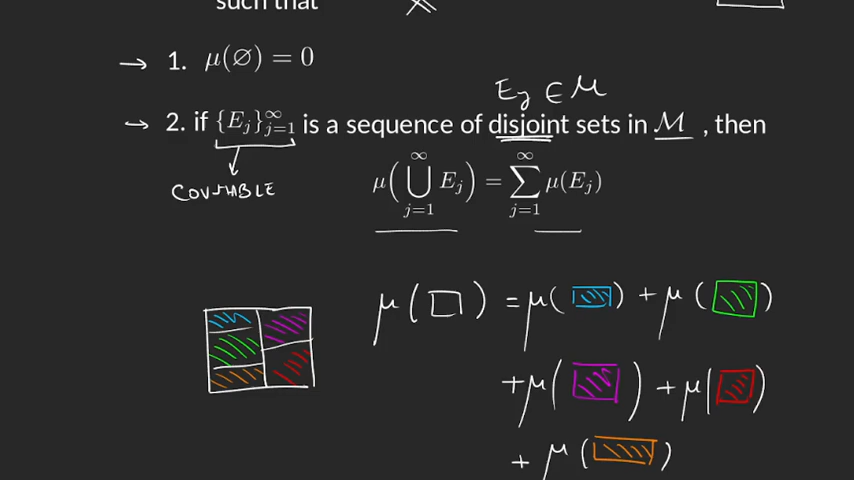 such that
→ 1. μ(∅) = 0
E_j ∈ M
→ 2. if {E_j}_{j=1}^∞ is a sequence of disjoint sets in M , then
COUNTABLE
μ(⋃_{j=1}^∞ E_j) = ∑_{j=1}^∞ μ(E_j)
μ( ) = μ( ) + μ( )
+ μ( ) + μ( )
+ μ( )